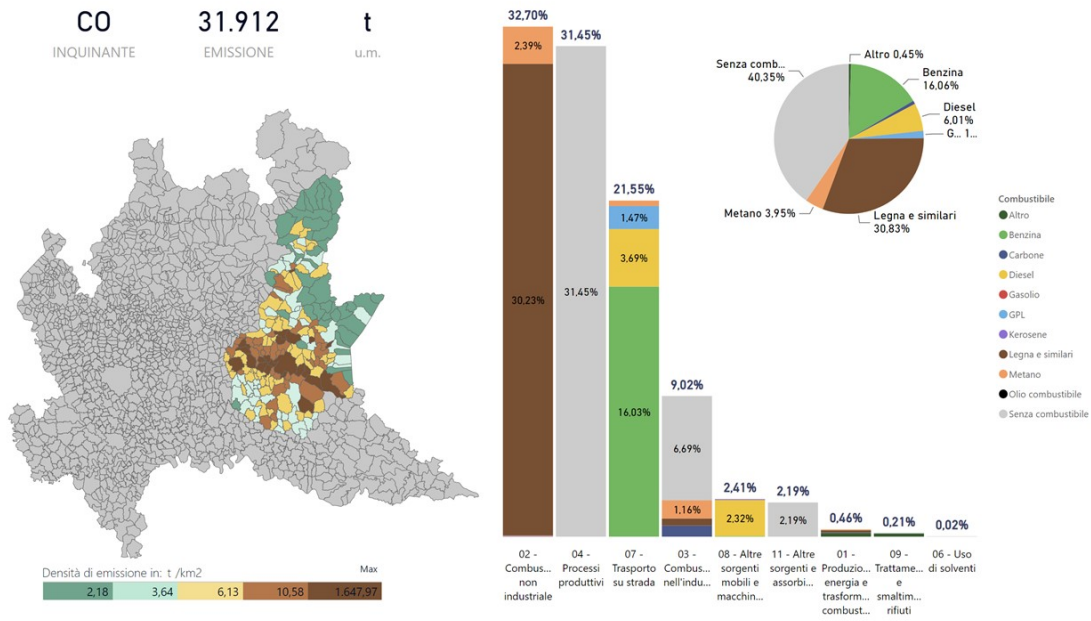 CO
31.912
t
INQUINANTE
EMISSIONE
u.m.
Densità di emissione in: t /km2
Max
2,18
3,64
6,13
10,58
1.647,97
32,70%
2,39%
30,23%
31,45%
31,45%
21,55%
1,47%
3,69%
16,03%
9,02%
6,69%
1,16%
2,41%
2,32%
2,19%
2,19%
0,46%
0,21%
0,02%
02 -
Combus...
non
industriale
04 -
Processi
produttivi
07 -
Trasporto
su strada
03 -
Combus...
nell'indu...
08 - Altre
sorgenti
mobili e
macchin...
11 - Altre
sorgenti e
assorbi...
01 -
Produzio...
energia e
trasform...
combust...
09 -
Trattame...
e
smaltim...
rifiuti
06 - Uso
di solventi
Altro 0,45%
Senza comb...
40,35%
Benzina
16,06%
Diesel
6,01%
G... 1...
Metano 3,95%
Legna e similari
30,83%
Combustibile
Altro
Benzina
Carbone
Diesel
Gasolio
GPL
Kerosene
Legna e similari
Metano
Olio combustibile
Senza combustibile